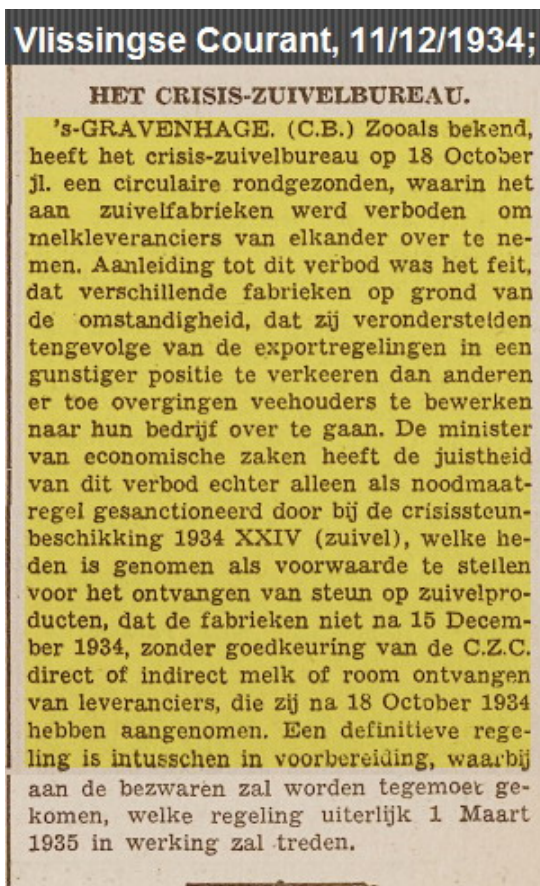 Vlissingse Courant, 11/12/1934;
HET CRISIS-ZUIVELBUREAU.
's-GRAVENHAGE. (C.B.) Zooals bekend,
heeft het crisis-zuivelbureau op 18 October
jl. een circulaire rondgezonden, waarin het
aan zuivelfabrieken werd verboden om
melkleveranciers van elkander over te ne-
men. Aanleiding tot dit verbod was het feit,
dat verschillende fabrieken op grond van
de omstandigheid, dat zij veronderstelden
tengevolge van de exportregelingen in een
gunstiger positie te verkeeren dan anderen
er toe overgingen veehouders te bewerken
naar hun bedrijf over te gaan. De minister
van economische zaken heeft de juistheid
van dit verbod echter alleen als noodmaat-
regel gesanctioneerd door bij de crisissteun-
beschikking 1934 XXIV (zuivel), welke he-
den is genomen als voorwaarde te stellen
voor het ontvangen van steun op zuivelpro-
ducten, dat de fabrieken niet na 15 Decem-
ber 1934, zonder goedkeuring van de C.Z.C.
direct of indirect melk of room ontvangen
van leveranciers, die zij na 18 October 1934
hebben aangenomen. Een definitieve rege-
ling is intusschen in voorbereiding, waarbij
aan de bezwaren zal worden tegemoet ge-
komen, welke regeling uiterlijk 1 Maart
1935 in werking zal treden.